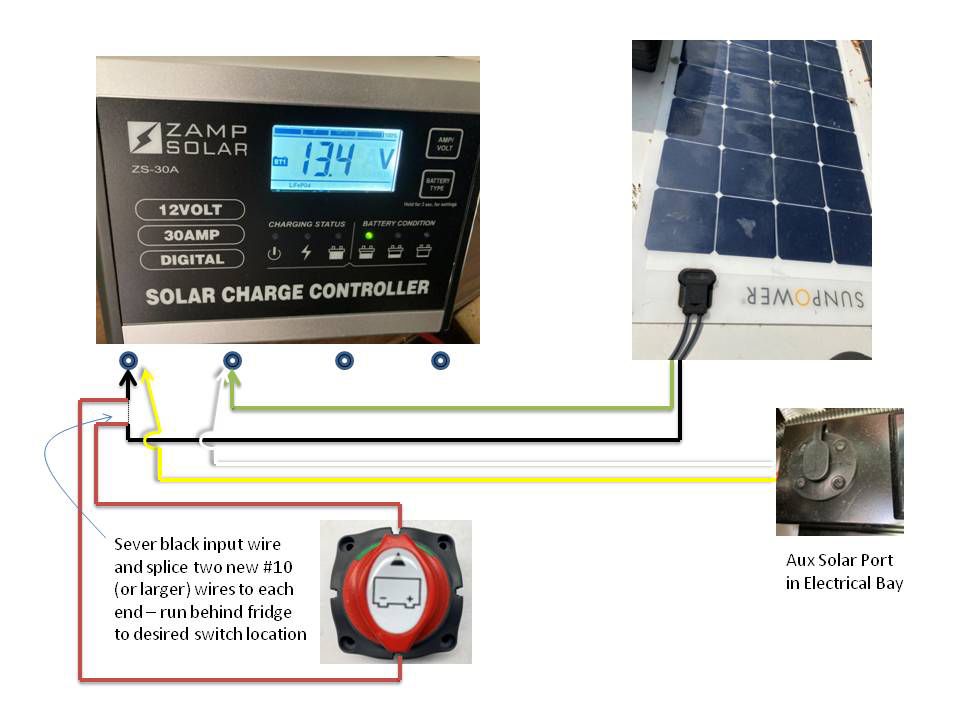 ZAMP
SOLAR
ZS-30A
100%
BT1
13.4 V
LiFePO4
AMP/
VOLT
BATTERY
TYPE
Hold for 3 sec. for settings
12VOLT
30AMP
DIGITAL
CHARGING STATUS
BATTERY CONDITION
SOLAR CHARGE CONTROLLER
SUNPOWER
Sever black input wire
and splice two new #10
(or larger) wires to each
end – run behind fridge
to desired switch location
- +
Aux Solar Port
in Electrical Bay